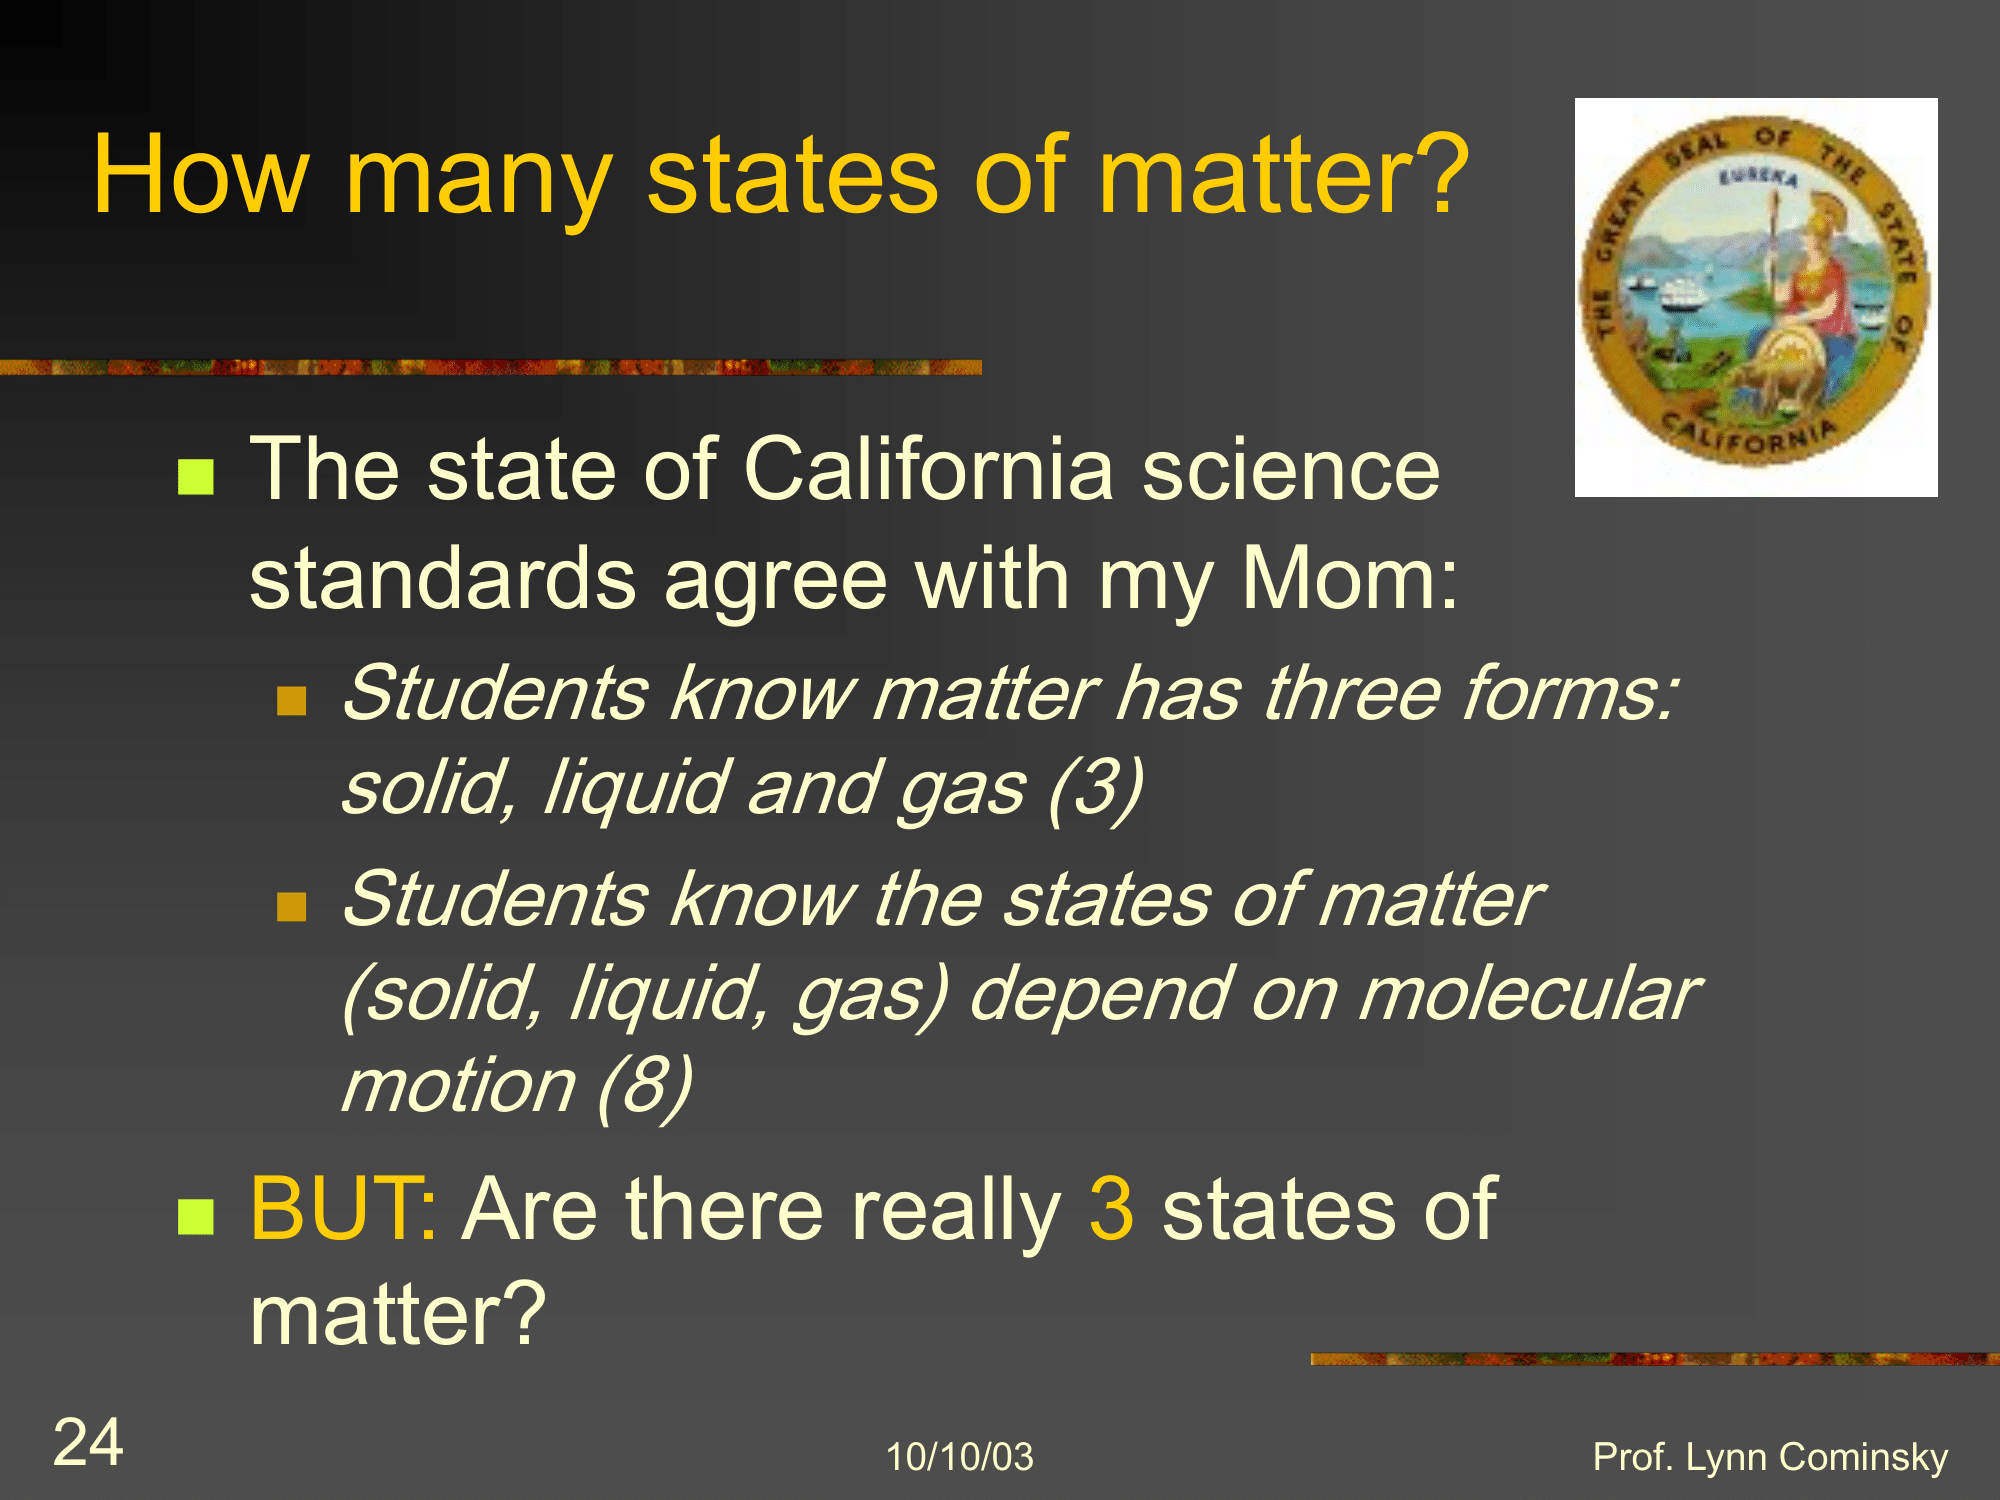 How many states of matter?
THE GREAT SEAL OF THE STATE OF CALIFORNIA
EUREKA
The state of California science
standards agree with my Mom:
Students know matter has three forms:
solid, liquid and gas (3)
Students know the states of matter
(solid, liquid, gas) depend on molecular
motion (8)
BUT: Are there really 3 states of
matter?
24
10/10/03
Prof. Lynn Cominsky